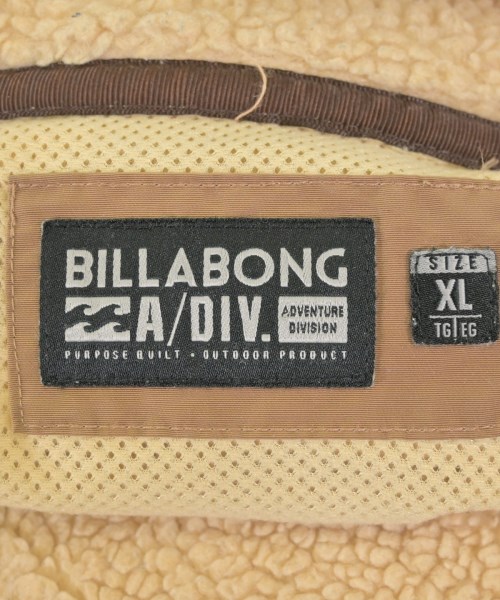 BILLABONG
A/DIV.
ADVENTURE
DIVISION
PURPOSE BUILT • OUTDOOR PRODUCT
SIZE
XL
TG|EG